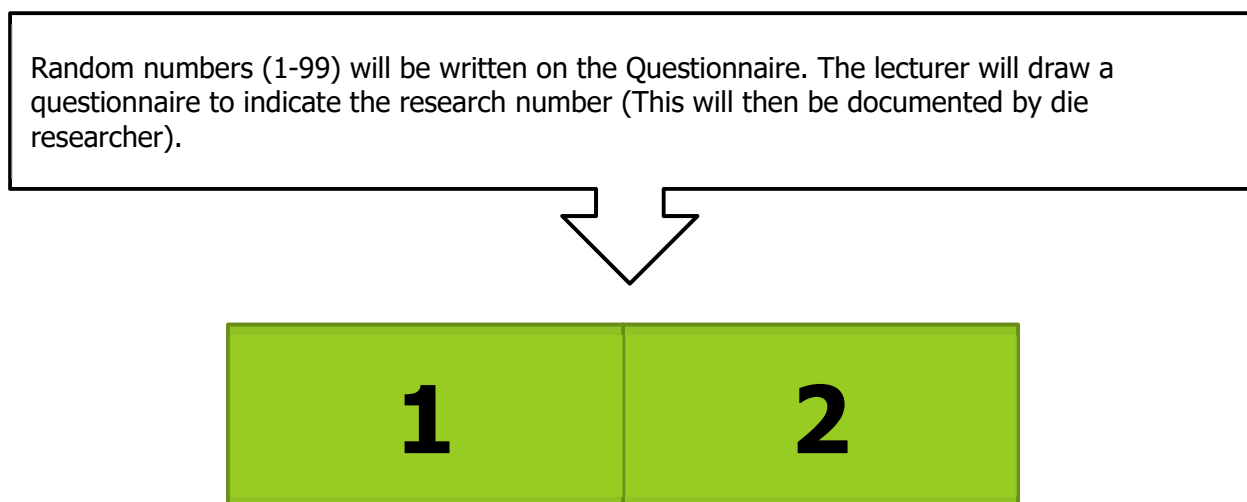 Random numbers (1-99) will be written on the Questionnaire. The lecturer will draw a
questionnaire to indicate the research number (This will then be documented by die
researcher).
1 2